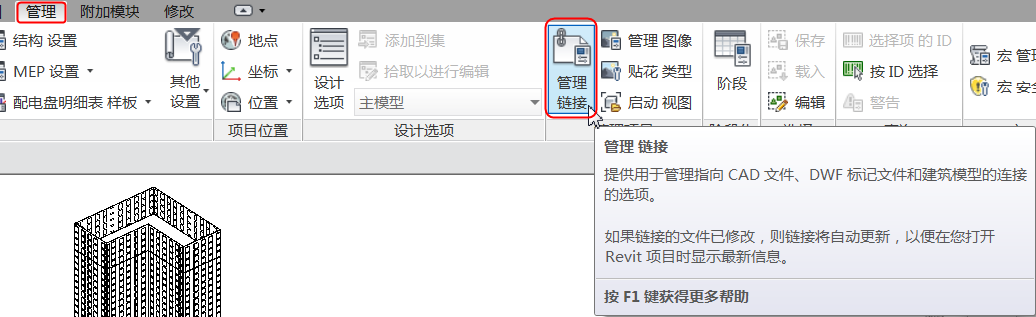 管理 附加模块 修改
结构 设置
MEP 设置
配电盘明细表 样板
其他
设置
地点
坐标
位置
项目位置
设计
选项
添加到集
拾取以进行编辑
主模型
设计选项
管理
链接
管理 图像
贴花 类型
启动 视图
阶段
保存
载入
编辑
选择项 的 ID
按 ID 选择
警告
宏 管理
宏 安全
管理 链接
提供用于管理指向 CAD 文件、DWF 标记文件和建筑模型的连接
的选项。
如果链接的文件已修改，则链接将自动更新，以便在您打开
Revit 项目时显示最新信息。
按 F1 键获得更多帮助